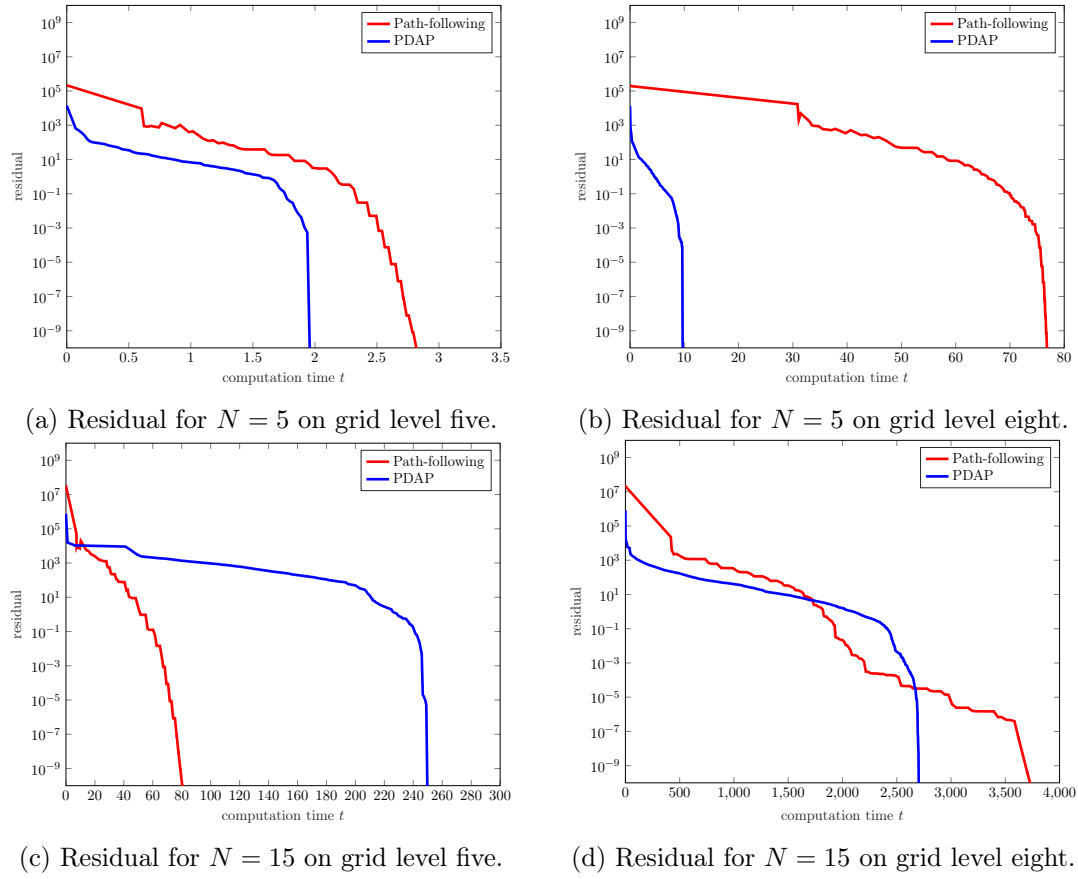 10^9
10^7
10^5
10^3
10^1
10^−1
10^−3
10^−5
10^−7
10^−9
residual
Path-following
PDAP
0 0.5 1 1.5 2 2.5 3 3.5
computation time t
(a) Residual for N = 5 on grid level five.
10^9
10^7
10^5
10^3
10^1
10^−1
10^−3
10^−5
10^−7
10^−9
residual
Path-following
PDAP
0 10 20 30 40 50 60 70 80
computation time t
(b) Residual for N = 5 on grid level eight.
10^9
10^7
10^5
10^3
10^1
10^−1
10^−3
10^−5
10^−7
10^−9
residual
Path-following
PDAP
0 20 40 60 80 100 120 140 160 180 200 220 240 260 280 300
computation time t
(c) Residual for N = 15 on grid level five.
10^9
10^7
10^5
10^3
10^1
10^−1
10^−3
10^−5
10^−7
10^−9
residual
Path-following
PDAP
0 500 1,000 1,500 2,000 2,500 3,000 3,500 4,000
computation time t
(d) Residual for N = 15 on grid level eight.